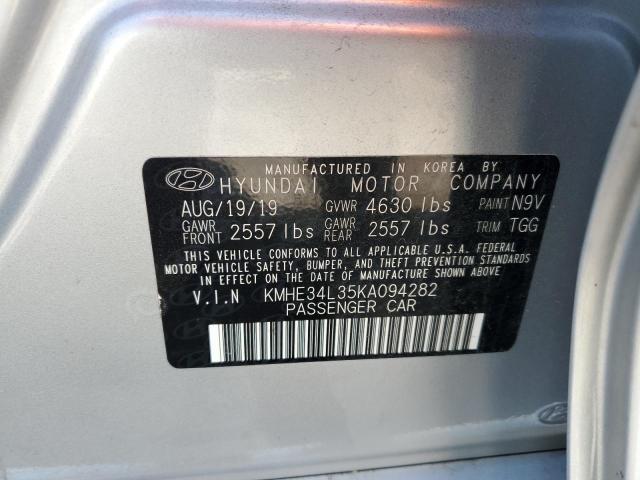 MANUFACTURED IN KOREA BY
HYUNDAI MOTOR COMPANY
AUG/19/19 GVWR 4630 lbs PAINT N9V
GAWR FRONT 2557 lbs GAWR REAR 2557 lbs TRIM TGG
THIS VEHICLE CONFORMS TO ALL APPLICABLE U.S.A. FEDERAL
MOTOR VEHICLE SAFETY, BUMPER, AND THEFT PREVENTION STANDARDS
IN EFFECT ON THE DATE OF MANUFACTURE SHOWN ABOVE.
V.I.N KMHE34L35KA094282
PASSENGER CAR